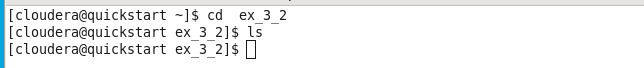 [cloudera@quickstart ~]$ cd  ex_3_2
[cloudera@quickstart ex_3_2]$ ls
[cloudera@quickstart ex_3_2]$